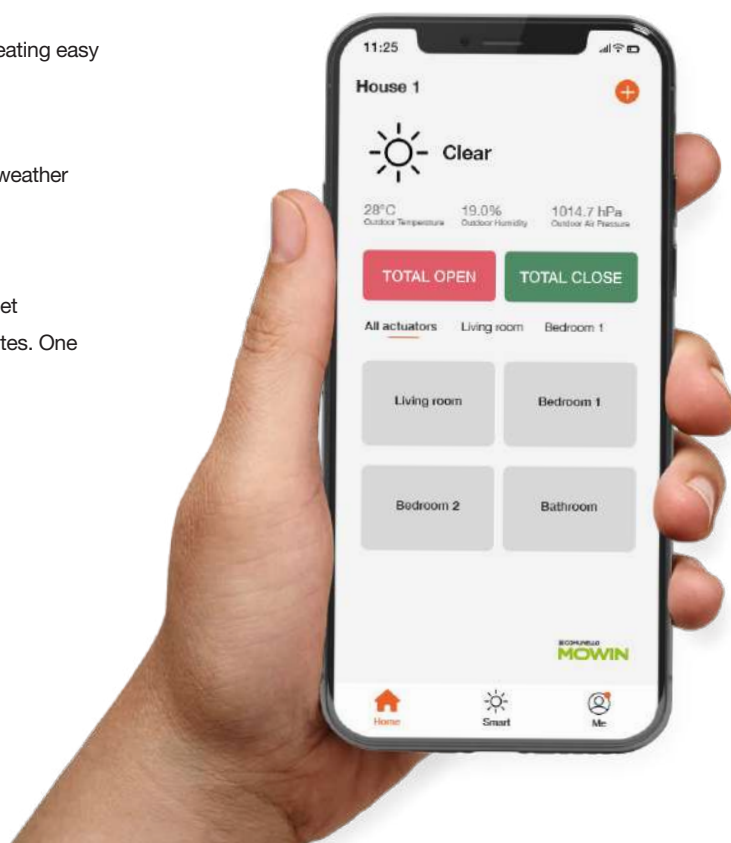 eating easy
weather
et
tes. One
11:25
House 1
Clear
28°C 19.0% 1014.7 hPa
Outdoor Temperature Outdoor Humidity Outdoor Air Pressure
TOTAL OPEN TOTAL CLOSE
All actuators Living room Bedroom 1
Living room Bedroom 1
Bedroom 2 Bathroom
COMUNELLO
MOWIN
Home Smart Me